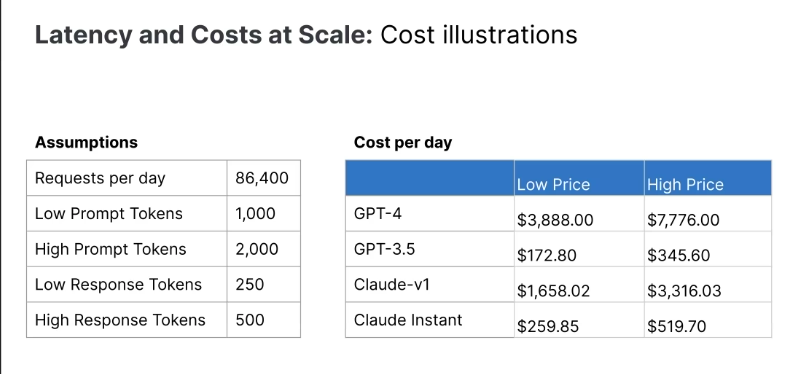 Latency and Costs at Scale: Cost illustrations
Assumptions
Requests per day 86,400
Low Prompt Tokens 1,000
High Prompt Tokens 2,000
Low Response Tokens 250
High Response Tokens 500
Cost per day
Low Price High Price
GPT-4 $3,888.00 $7,776.00
GPT-3.5 $172.80 $345.60
Claude-v1 $1,658.02 $3,316.03
Claude Instant $259.85 $519.70